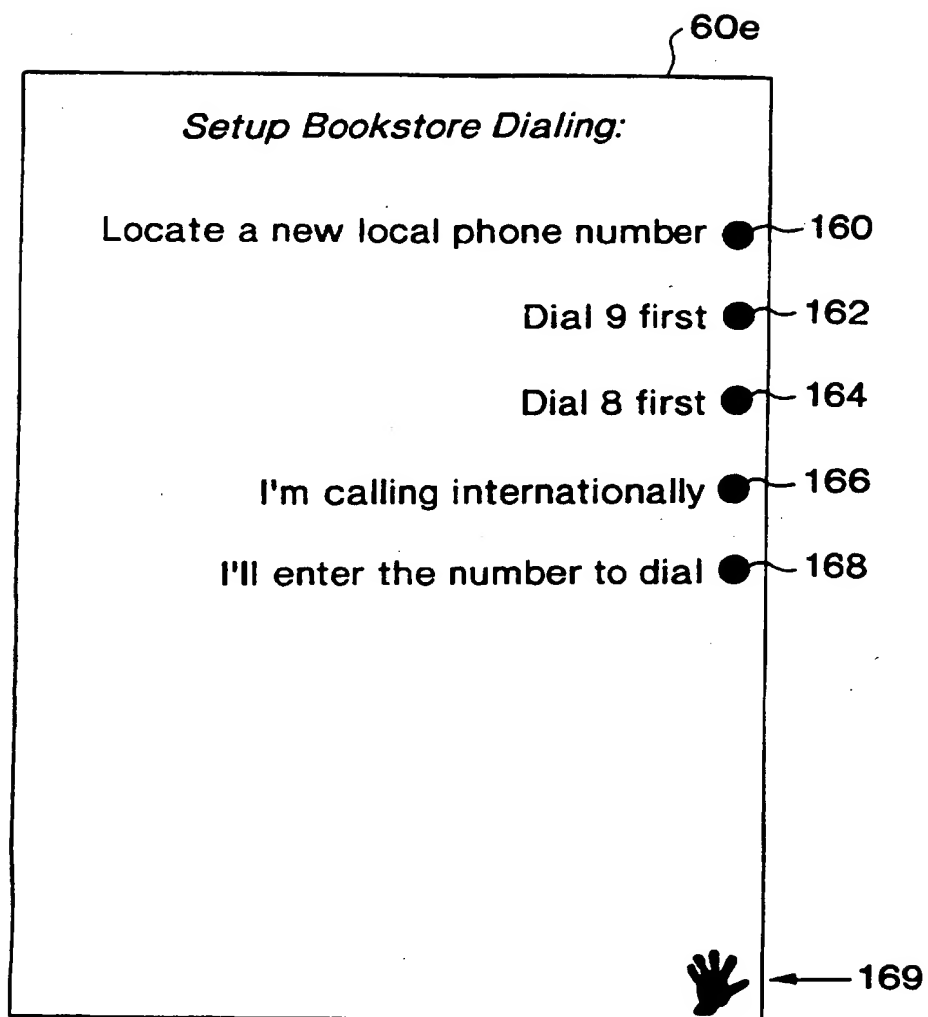 60e
Setup Bookstore Dialing:
Locate a new local phone number 160
Dial 9 first 162
Dial 8 first 164
I'm calling internationally 166
I'll enter the number to dial 168
169